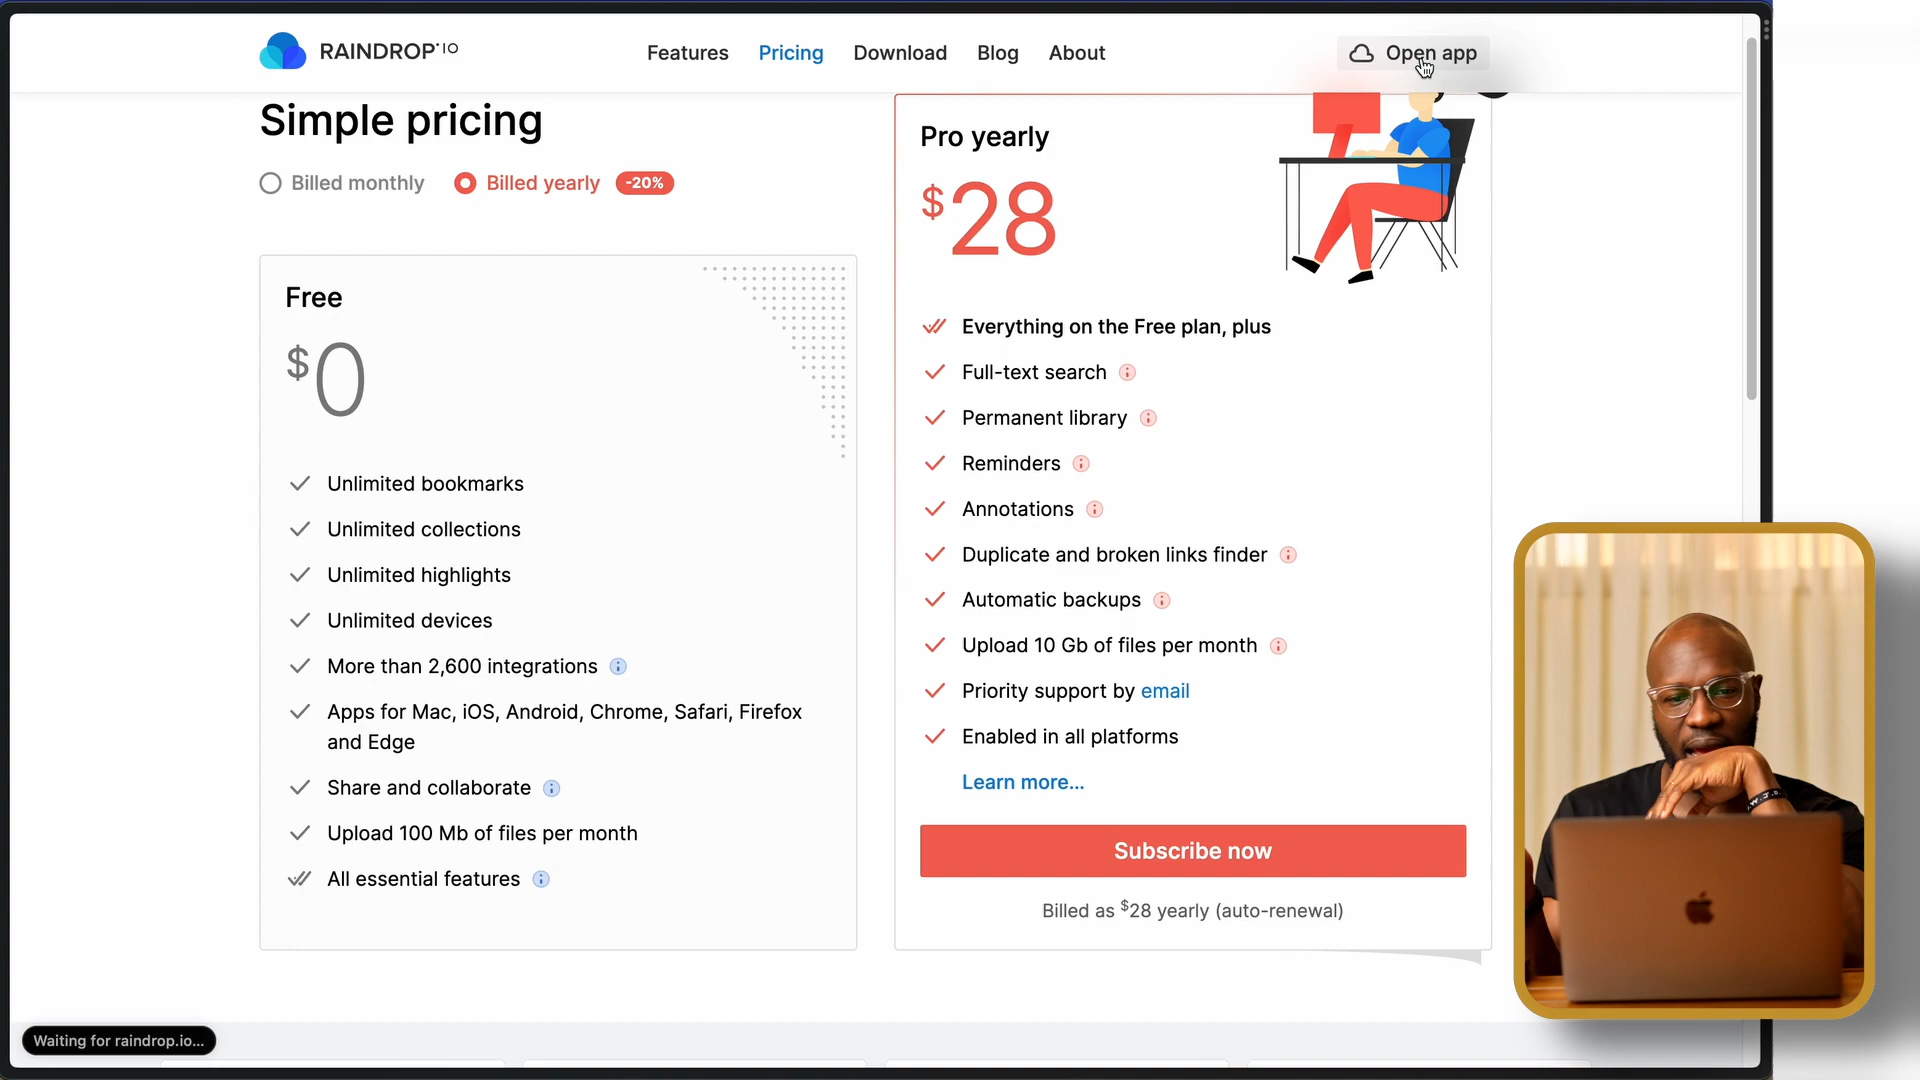 RAINDROP.IO
Features
Pricing
Download
Blog
About
Open app
Simple pricing
Billed monthly
Billed yearly
-20%
Free
$0
Unlimited bookmarks
Unlimited collections
Unlimited highlights
Unlimited devices
More than 2,600 integrations
Apps for Mac, iOS, Android, Chrome, Safari, Firefox
and Edge
Share and collaborate
Upload 100 Mb of files per month
All essential features
Pro yearly
$28
Everything on the Free plan, plus
Full-text search
Permanent library
Reminders
Annotations
Duplicate and broken links finder
Automatic backups
Upload 10 Gb of files per month
Priority support by email
Enabled in all platforms
Learn more...
Subscribe now
Billed as $28 yearly (auto-renewal)
Waiting for raindrop.io...